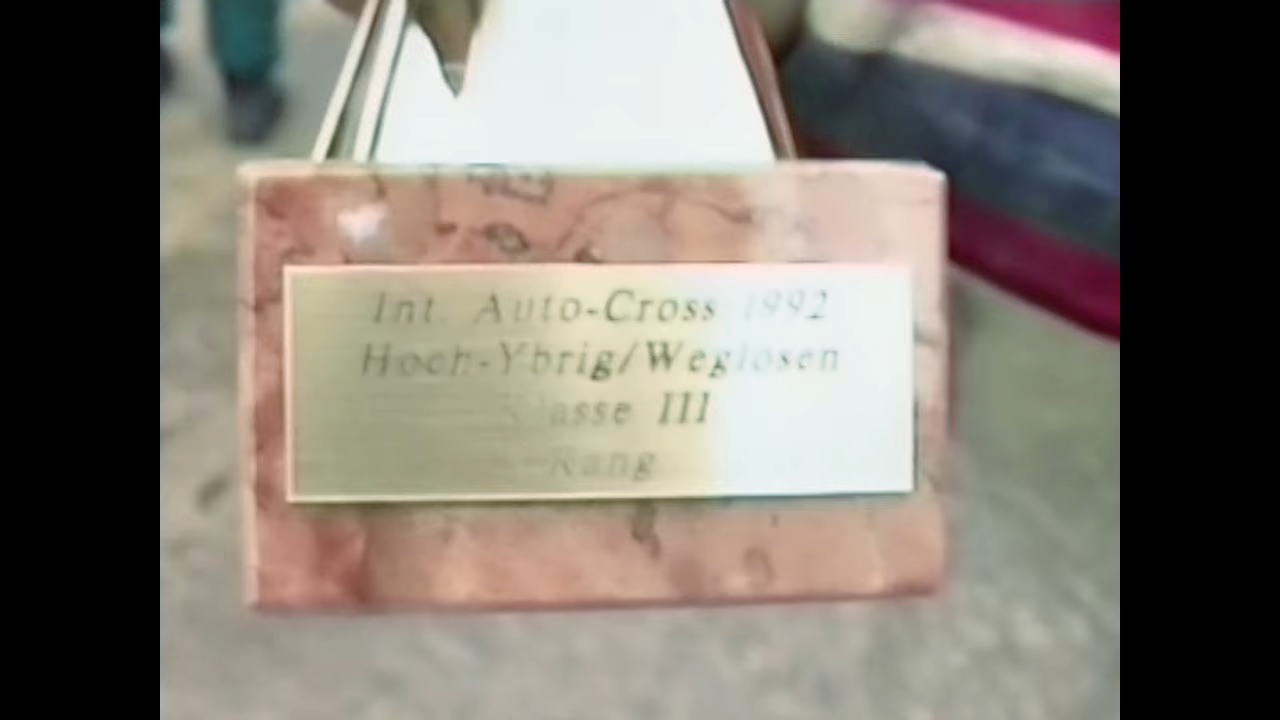 Int. Auto-Cross 1992
Hoch-Ybrig/Weglosen
Klasse III
Rang